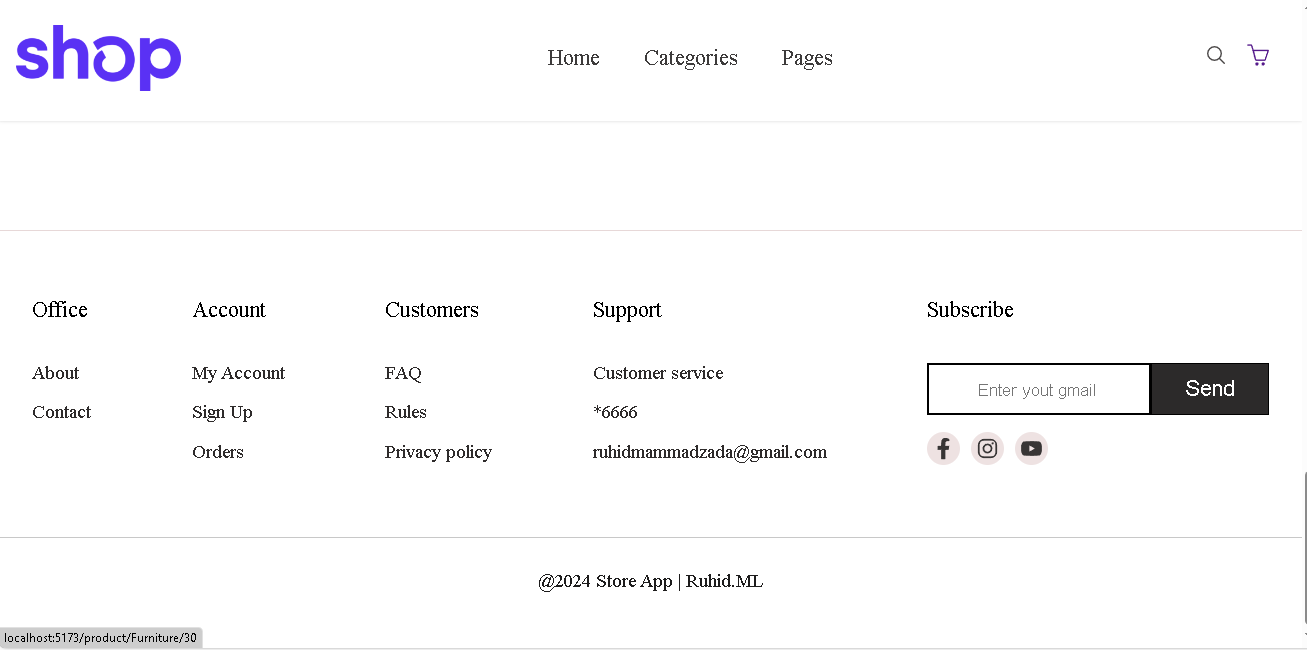 shop
Home Categories Pages
Office Account Customers Support Subscribe
About My Account FAQ Customer service Enter yout gmail Send
Contact Sign Up Rules *6666
Orders Privacy policy ruhidmammadzada@gmail.com
@2024 Store App | Ruhid.ML
localhost:5173/product/Furniture/30